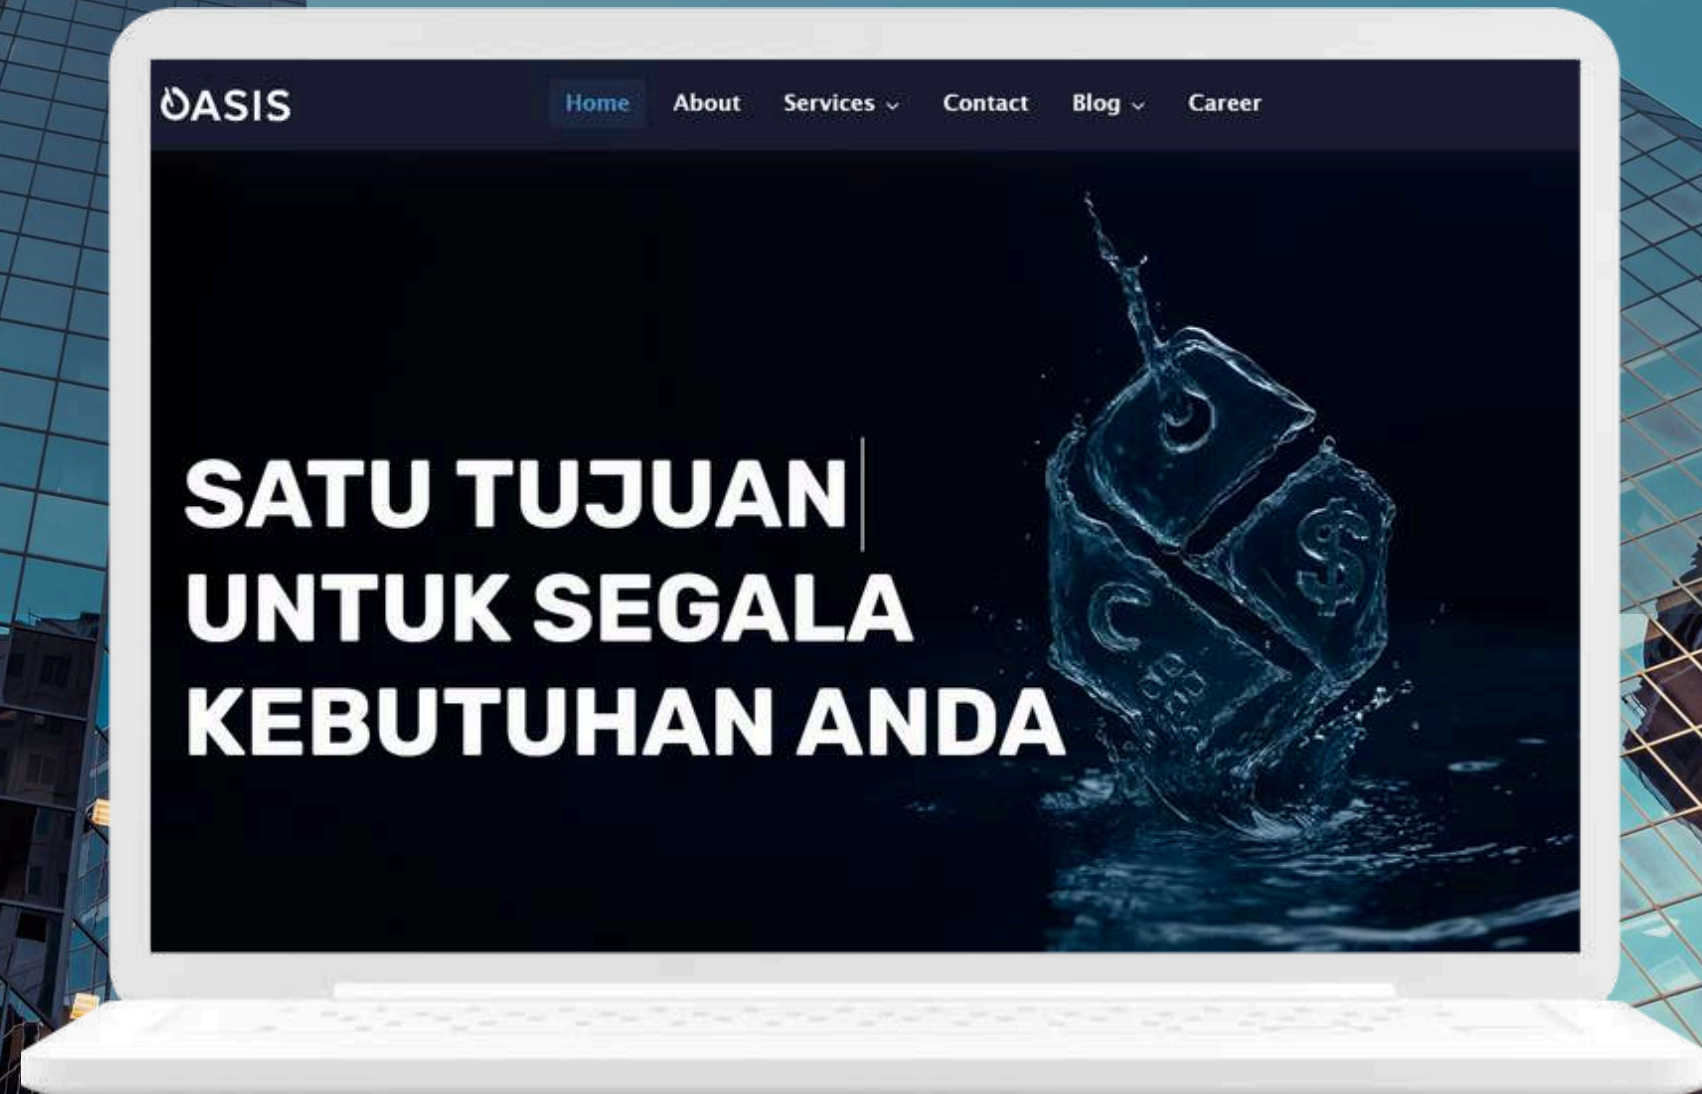 OASIS
Home About Services Contact Blog Career
SATU TUJUAN
UNTUK SEGALA
KEBUTUHAN ANDA
$